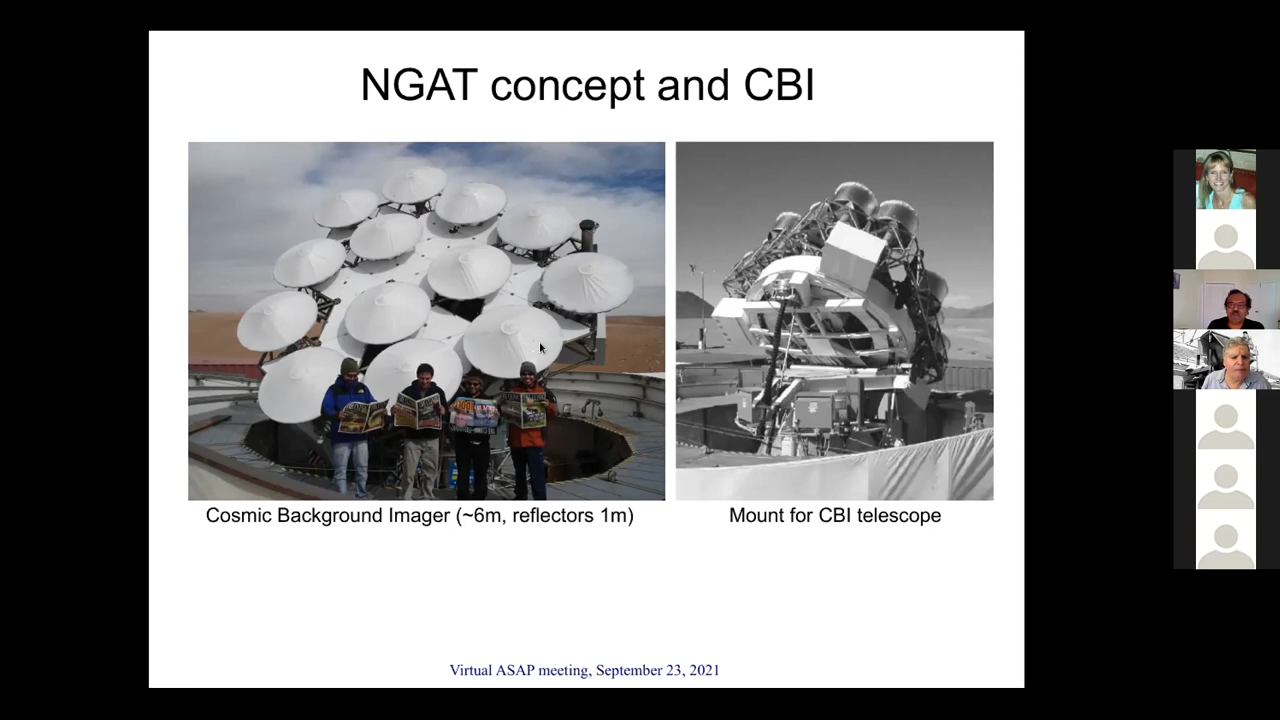 NGAT concept and CBI
Cosmic Background Imager (~6m, reflectors 1m)
Mount for CBI telescope
Virtual ASAP meeting, September 23, 2021